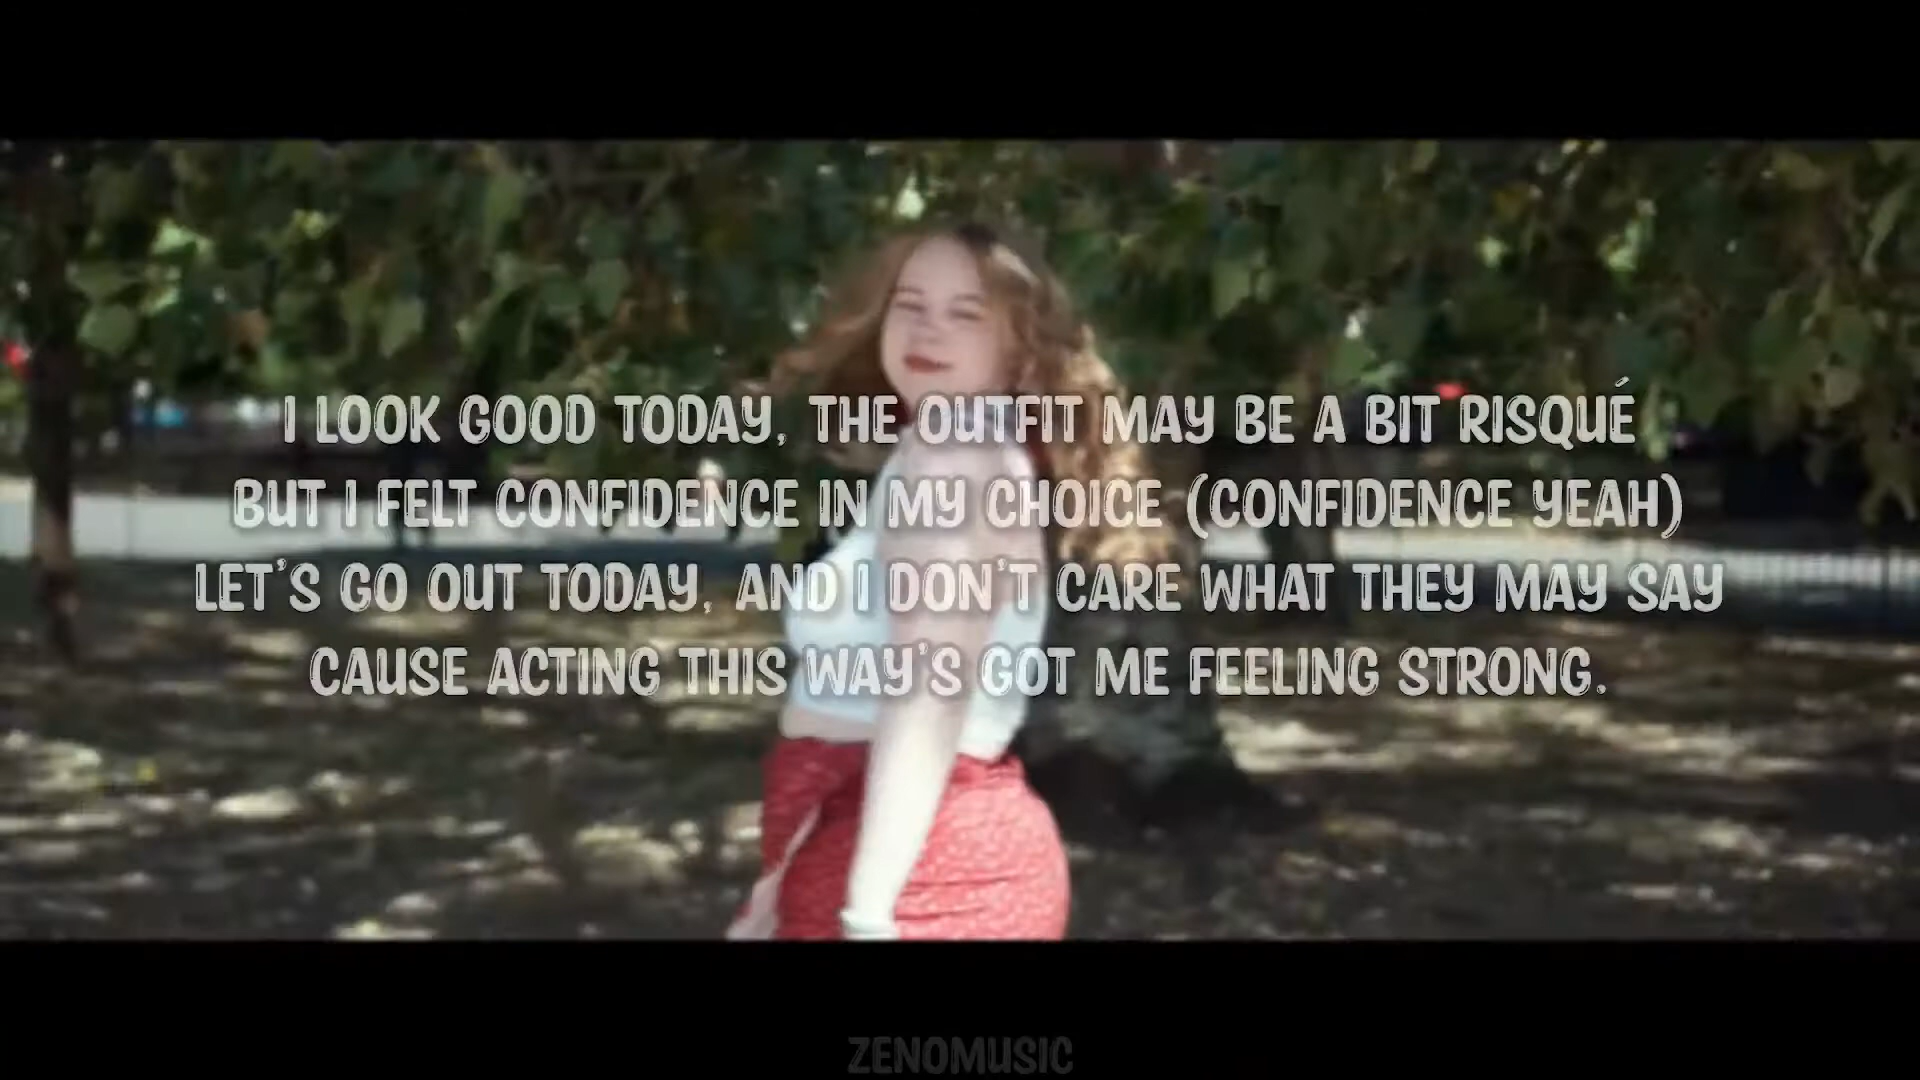 I LOOK GOOD TODAY, THE OUTFIT MAY BE A BIT RISQUÉ
BUT I FELT CONFIDENCE IN MY CHOICE (CONFIDENCE YEAH)
LET'S GO OUT TODAY, AND I DON'T CARE WHAT THEY MAY SAY
CAUSE ACTING THIS WAY'S GOT ME FEELING STRONG.
ZENOMUSIC